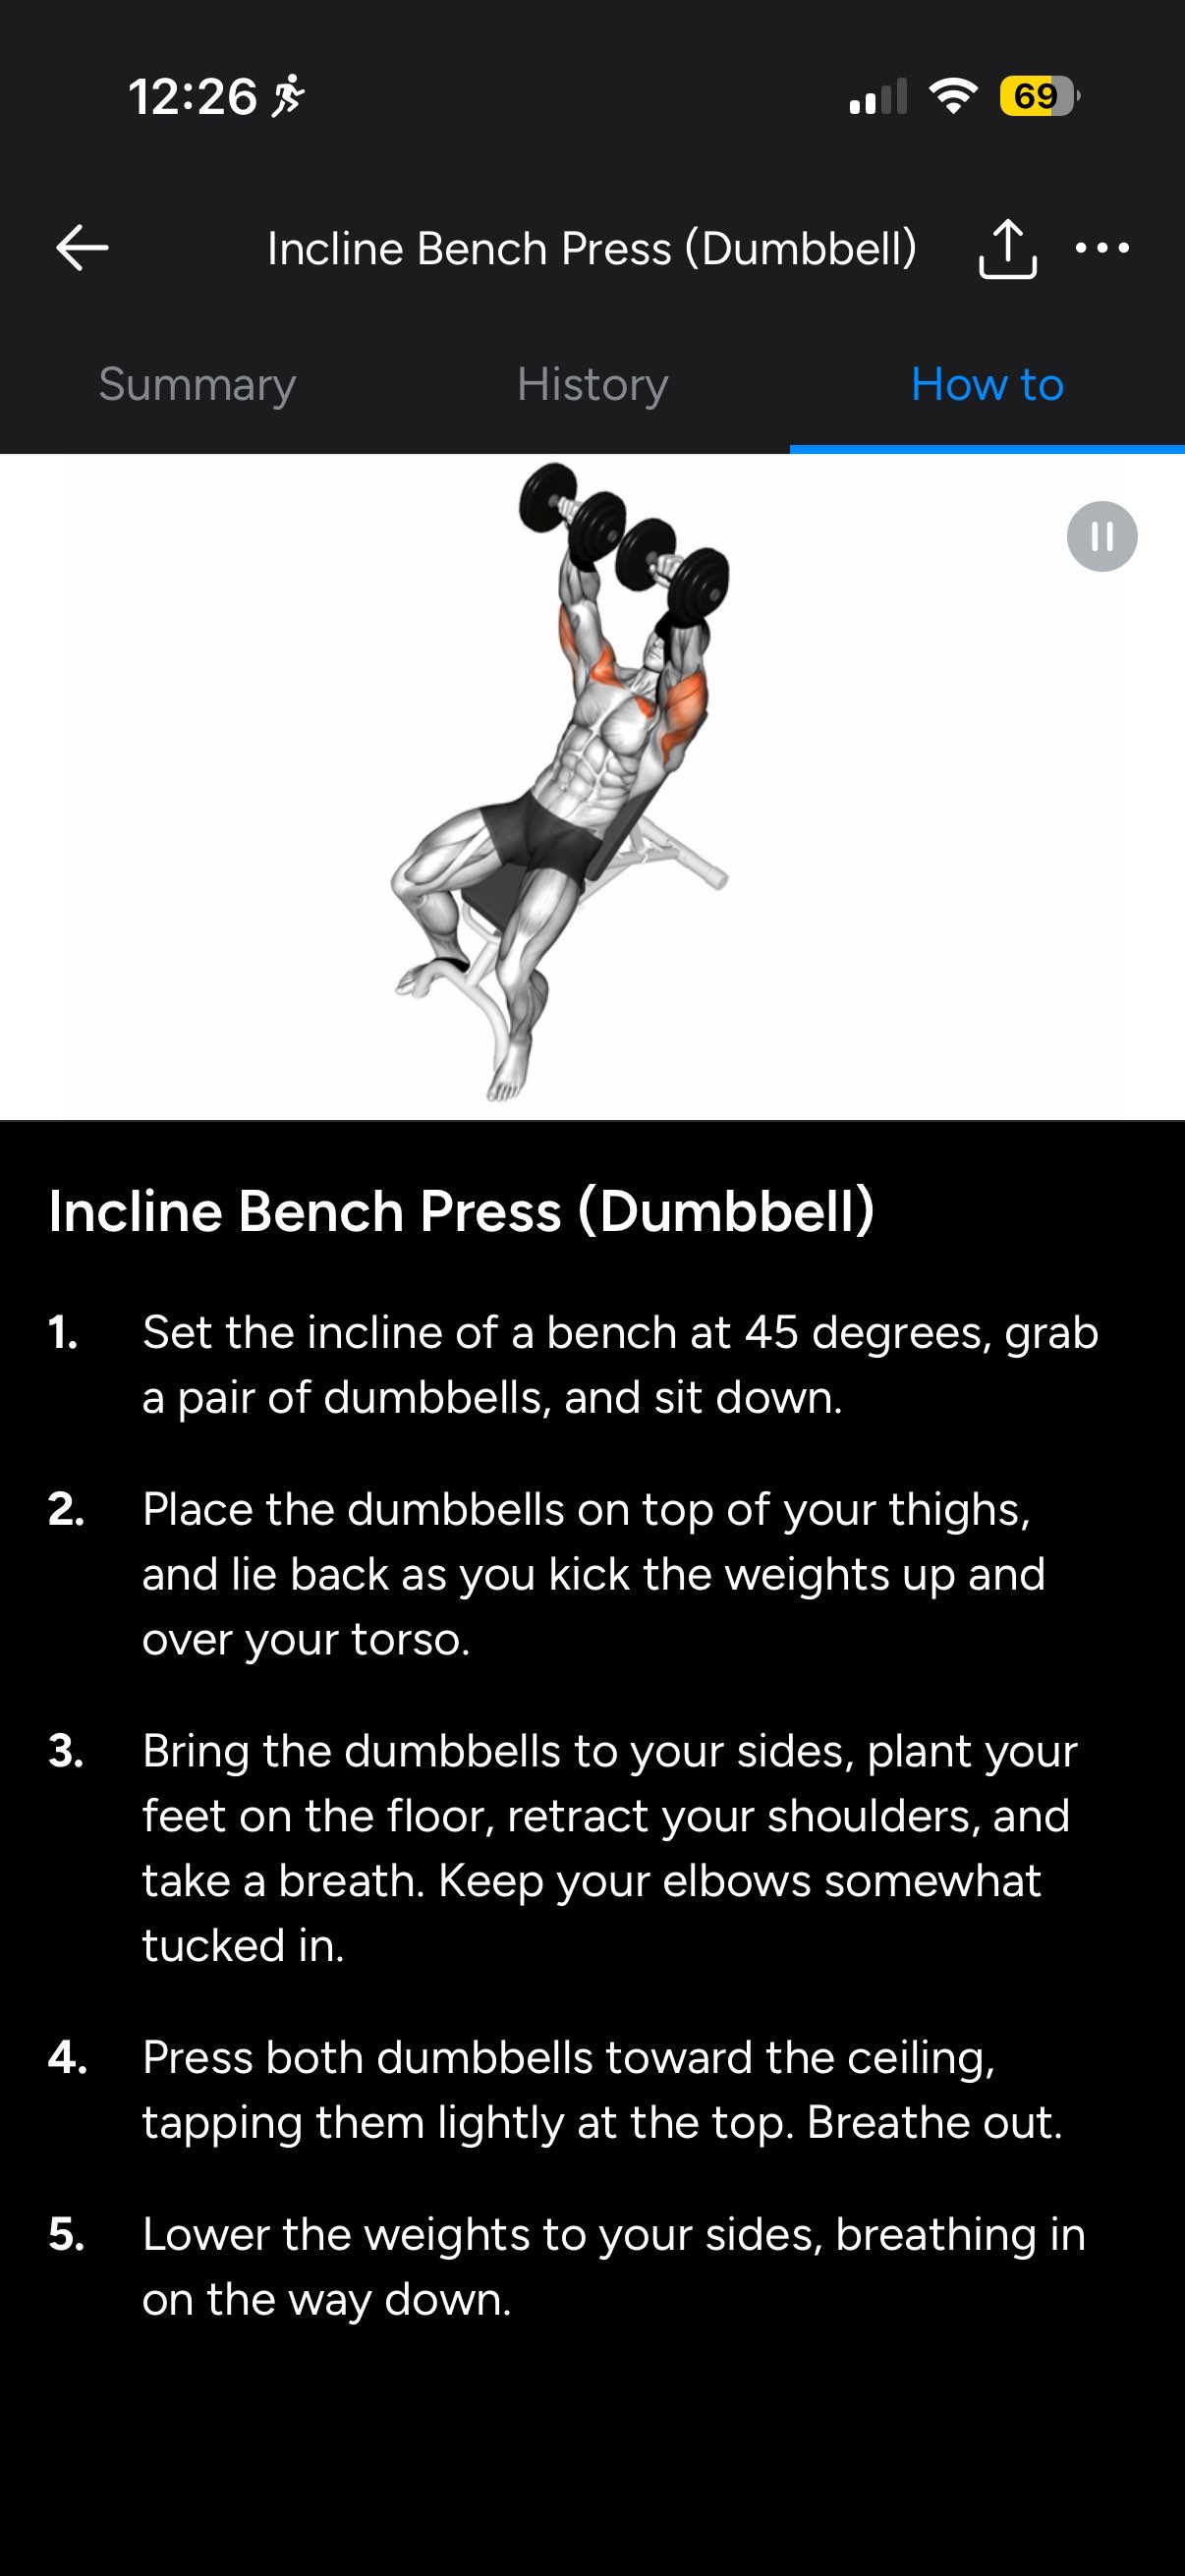 12:26
69
Incline Bench Press (Dumbbell)
Summary
History
How to
Incline Bench Press (Dumbbell)
1. Set the incline of a bench at 45 degrees, grab
a pair of dumbbells, and sit down.
2. Place the dumbbells on top of your thighs,
and lie back as you kick the weights up and
over your torso.
3. Bring the dumbbells to your sides, plant your
feet on the floor, retract your shoulders, and
take a breath. Keep your elbows somewhat
tucked in.
4. Press both dumbbells toward the ceiling,
tapping them lightly at the top. Breathe out.
5. Lower the weights to your sides, breathing in
on the way down.